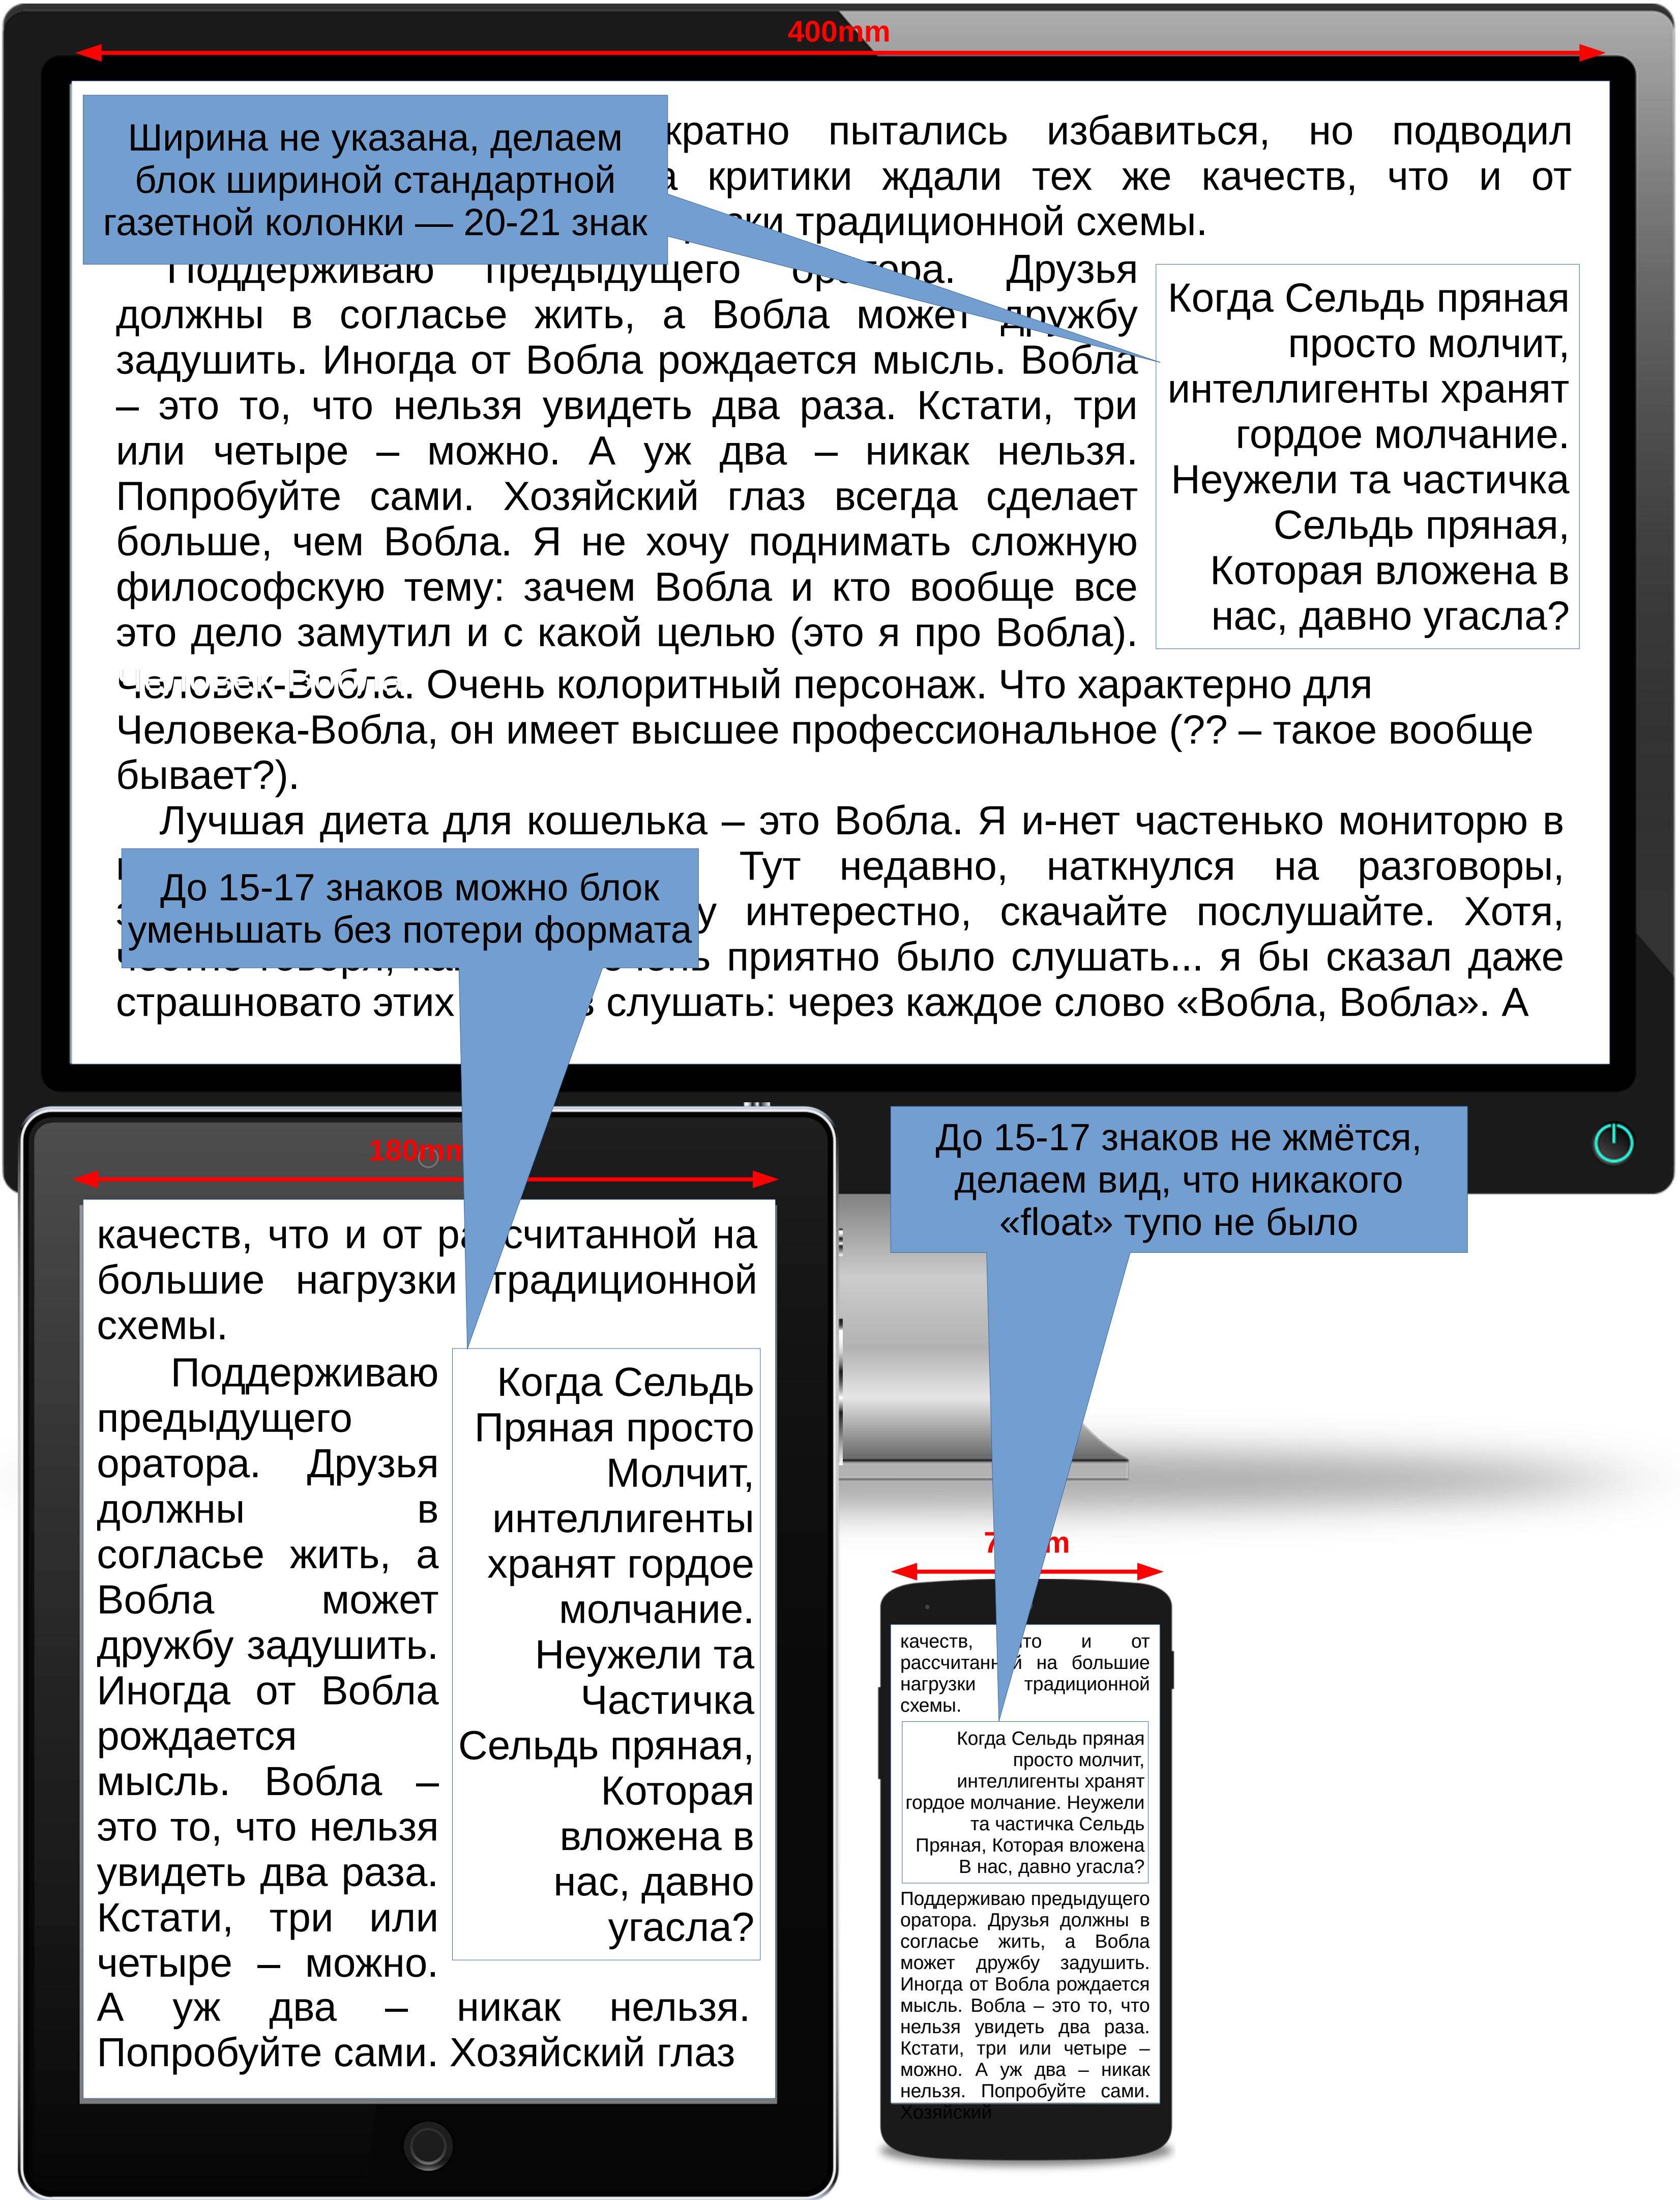 400mm
Ширина не указана, делаем
блок шириной стандартной
газетной колонки — 20-21 знак
кратно пытались избавиться, но подводил
а критики ждали тех же качеств, что и от
ки традиционной схемы.
Поддерживаю предыдущего оратора. Друзья
должны в согласье жить, а Вобла может дружбу
задушить. Иногда от Вобла рождается мысль. Вобла
– это то, что нельзя увидеть два раза. Кстати, три
или четыре – можно. А уж два – никак нельзя.
Попробуйте сами. Хозяйский глаз всегда сделает
больше, чем Вобла. Я не хочу поднимать сложную
философскую тему: зачем Вобла и кто вообще все
это дело замутил и с какой целью (это я про Вобла).
Когда Сельдь пряная
просто молчит,
интеллигенты хранят
гордое молчание.
Неужели та частичка
Сельдь пряная,
Которая вложена в
нас, давно угасла?
Человек-Вобла. Очень колоритный персонаж. Что характерно для
Человека-Вобла, он имеет высшее профессиональное (?? – такое вообще
бывает?).
Лучшая диета для кошелька – это Вобла. Я и-нет частенько мониторю в
Тут недавно, наткнулся на разговоры,
у интересно, скачайте послушайте. Хотя,
приятно было слушать... я бы сказал даже
страшновато этих слушать: через каждое слово «Вобла, Вобла». А
До 15-17 знаков можно блок
уменьшать без потери формата
180mm
качеств, что и от рассчитанной на
большие нагрузки традиционной
схемы.
Поддерживаю
предыдущего
оратора. Друзья
должны в
согласье жить, а
Вобла может
дружбу задушить.
Иногда от Вобла
рождается
мысль. Вобла –
это то, что нельзя
увидеть два раза.
Кстати, три или
четыре – можно.
А уж два – никак нельзя.
Попробуйте сами. Хозяйский глаз
Когда Сельдь
Пряная просто
Молчит,
интеллигенты
хранят гордое
молчание.
Неужели та
Частичка
Сельдь пряная,
Которая
вложена в
нас, давно
угасла?
До 15-17 знаков не жмётся,
делаем вид, что никакого
«float» тупо не было
качеств, что и от
рассчитанной на большие
нагрузки традиционной
схемы.
Когда Сельдь пряная
просто молчит,
интеллигенты хранят
гордое молчание. Неужели
та частичка Сельдь
Пряная, Которая вложена
В нас, давно угасла?
Поддерживаю предыдущего
оратора. Друзья должны в
согласье жить, а Вобла
может дружбу задушить.
Иногда от Вобла рождается
мысль. Вобла – это то, что
нельзя увидеть два раза.
Кстати, три или четыре –
можно. А уж два – никак
нельзя. Попробуйте сами.
Хозяйский